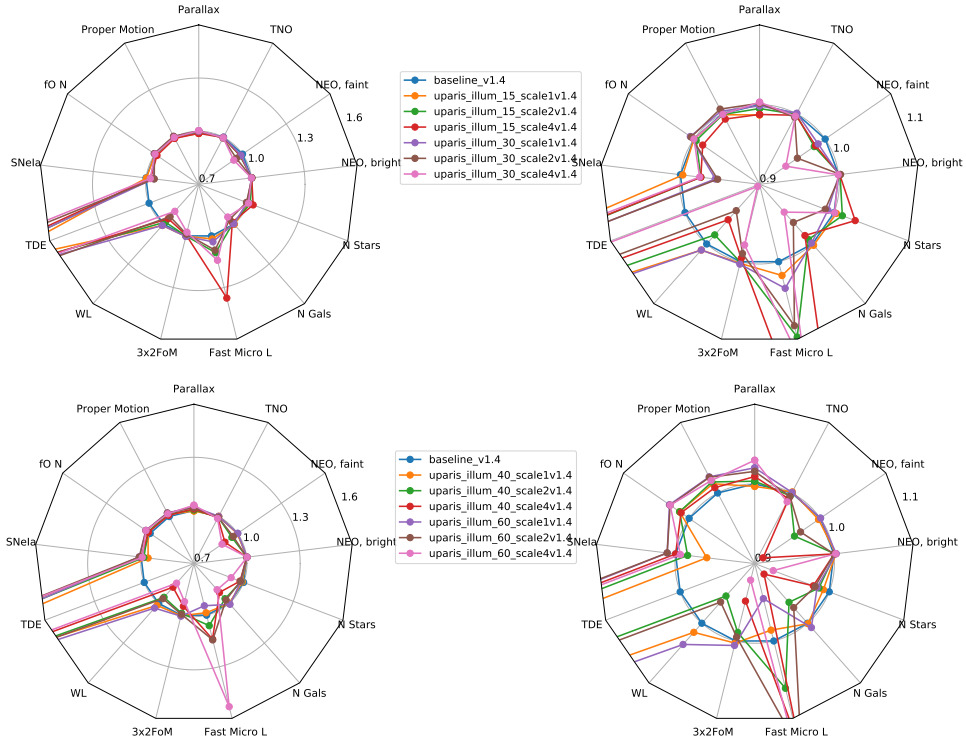 Parallax
Proper Motion
TNO
fO N
NEO, faint
1.6
1.3
SNeIa
1.0
NEO, bright
0.7
TDE
N Stars
WL
N Gals
3x2FoM
Fast Micro L
baseline_v1.4
uparis_illum_15_scale1v1.4
uparis_illum_15_scale2v1.4
uparis_illum_15_scale4v1.4
uparis_illum_30_scale1v1.4
uparis_illum_30_scale2v1.4
uparis_illum_30_scale4v1.4
Parallax
Proper Motion
TNO
fO N
NEO, faint
1.1
1.0
SNeIa
NEO, bright
0.9
TDE
N Stars
WL
N Gals
3x2FoM
Fast Micro L
Parallax
Proper Motion
TNO
fO N
NEO, faint
1.6
1.3
SNeIa
1.0
NEO, bright
0.7
TDE
N Stars
WL
N Gals
3x2FoM
Fast Micro L
baseline_v1.4
uparis_illum_40_scale1v1.4
uparis_illum_40_scale2v1.4
uparis_illum_40_scale4v1.4
uparis_illum_60_scale1v1.4
uparis_illum_60_scale2v1.4
uparis_illum_60_scale4v1.4
Parallax
Proper Motion
TNO
fO N
NEO, faint
1.1
1.0
SNeIa
NEO, bright
0.9
TDE
N Stars
WL
N Gals
3x2FoM
Fast Micro L